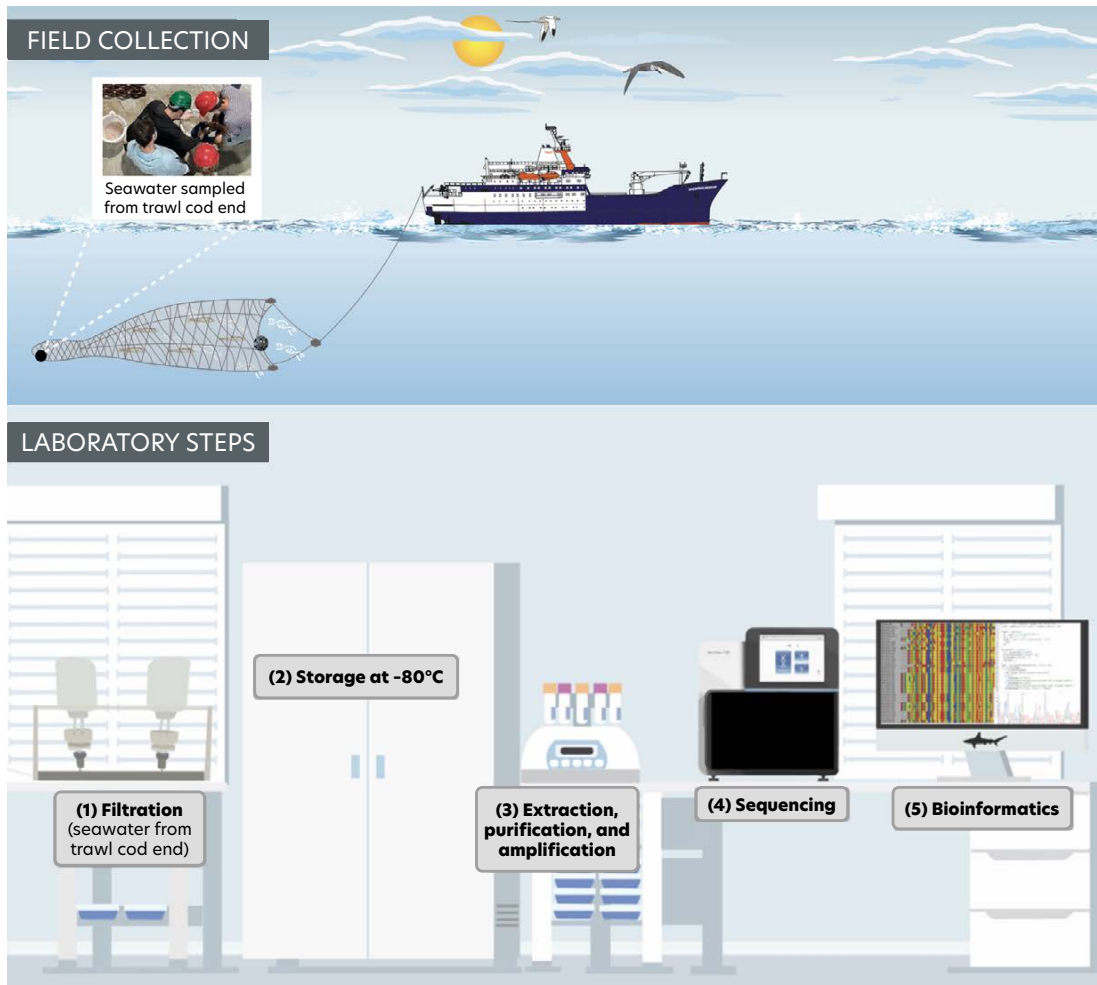 FIELD COLLECTION
Seawater sampled
from trawl cod end
LABORATORY STEPS
(2) Storage at -80°C
(1) Filtration
(seawater from
trawl cod end)
(3) Extraction,
purification, and
amplification
(4) Sequencing
(5) Bioinformatics